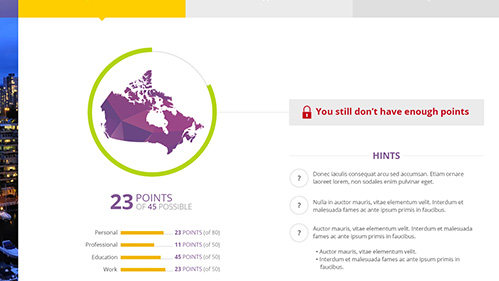 You still don't have enough points
HINTS
? Donec iaculis consequat arcu sed accumsan. Etiam ornare
laoreet lorem, non sodales enim pulvinar eget.
? Nulla in auctor mauris, vitae elementum velit. Interdum et
malesuada fames ac ante ipsum primis in faucibus.
? Auctor mauris, vitae elementum velit. Interdum et
malesuada fames ac ante ipsum primis in faucibus.
• Auctor mauris, vitae elementum velit.
• Interdum et malesuada fames ac ante ipsum primis in
faucibus.
23 POINTS
OF 45 POSSIBLE
Personal 23 POINTS (of 80)
Professional 11 POINTS (of 50)
Education 45 POINTS (of 50)
Work 23 POINTS (of 50)